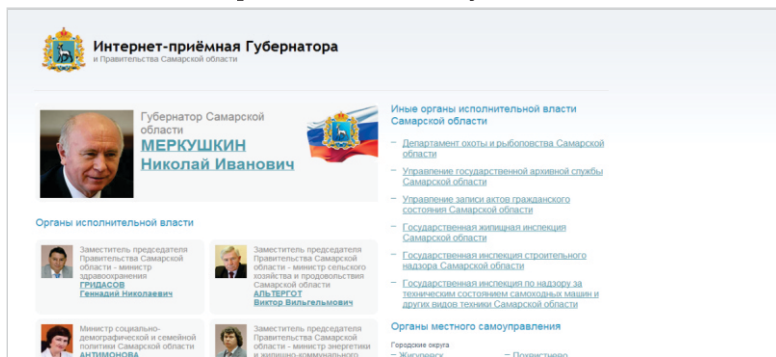 Интернет-приёмная Губернатора
и Правительства Самарской области
Губернатор Самарской
области
МЕРКУШКИН
Николай Иванович
Органы исполнительной власти
Заместитель председателя
Правительства Самарской
области - министр
здравоохранения
ГРИДАСОВ
Геннадий Николаевич
Заместитель председателя
Правительства Самарской
области - министр сельского
хозяйства и продовольствия
Самарской области
АЛЬТЕРГОТ
Виктор Вильгельмович
Министр социально-
демографической и семейной
политики Самарской области
АНТИМОНОВА
Заместитель председателя
Правительства Самарской
области - министр энергетики
и жилищно-коммунального
Иные органы исполнительной власти
Самарской области
– Департамент охоты и рыболовства Самарской
области
– Управление государственной архивной службы
Самарской области
– Управление записи актов гражданского
состояния Самарской области
– Государственная жилищная инспекция
Самарской области
– Государственная инспекция строительного
надзора Самарской области
– Государственная инспекция по надзору за
техническим состоянием самоходных машин и
других видов техники Самарской области
Органы местного самоуправления
Городские округа
– Жигулевск – Похвистнево